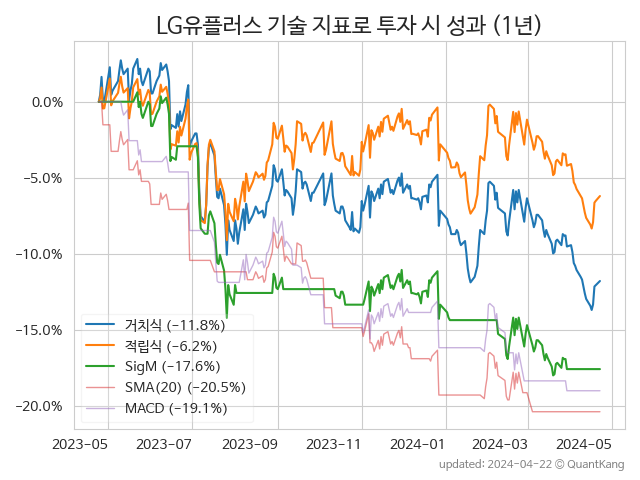 LG유플러스 기술 지표로 투자 시 성과 (1년)
0.0%
−5.0%
−10.0%
−15.0%
−20.0%
거치식 (−11.8%)
적립식 (−6.2%)
SigM (−17.6%)
SMA(20) (−20.5%)
MACD (−19.1%)
2023-05 2023-07 2023-09 2023-11 2024-01 2024-03 2024-05
updated: 2024-04-22 © QuantKang